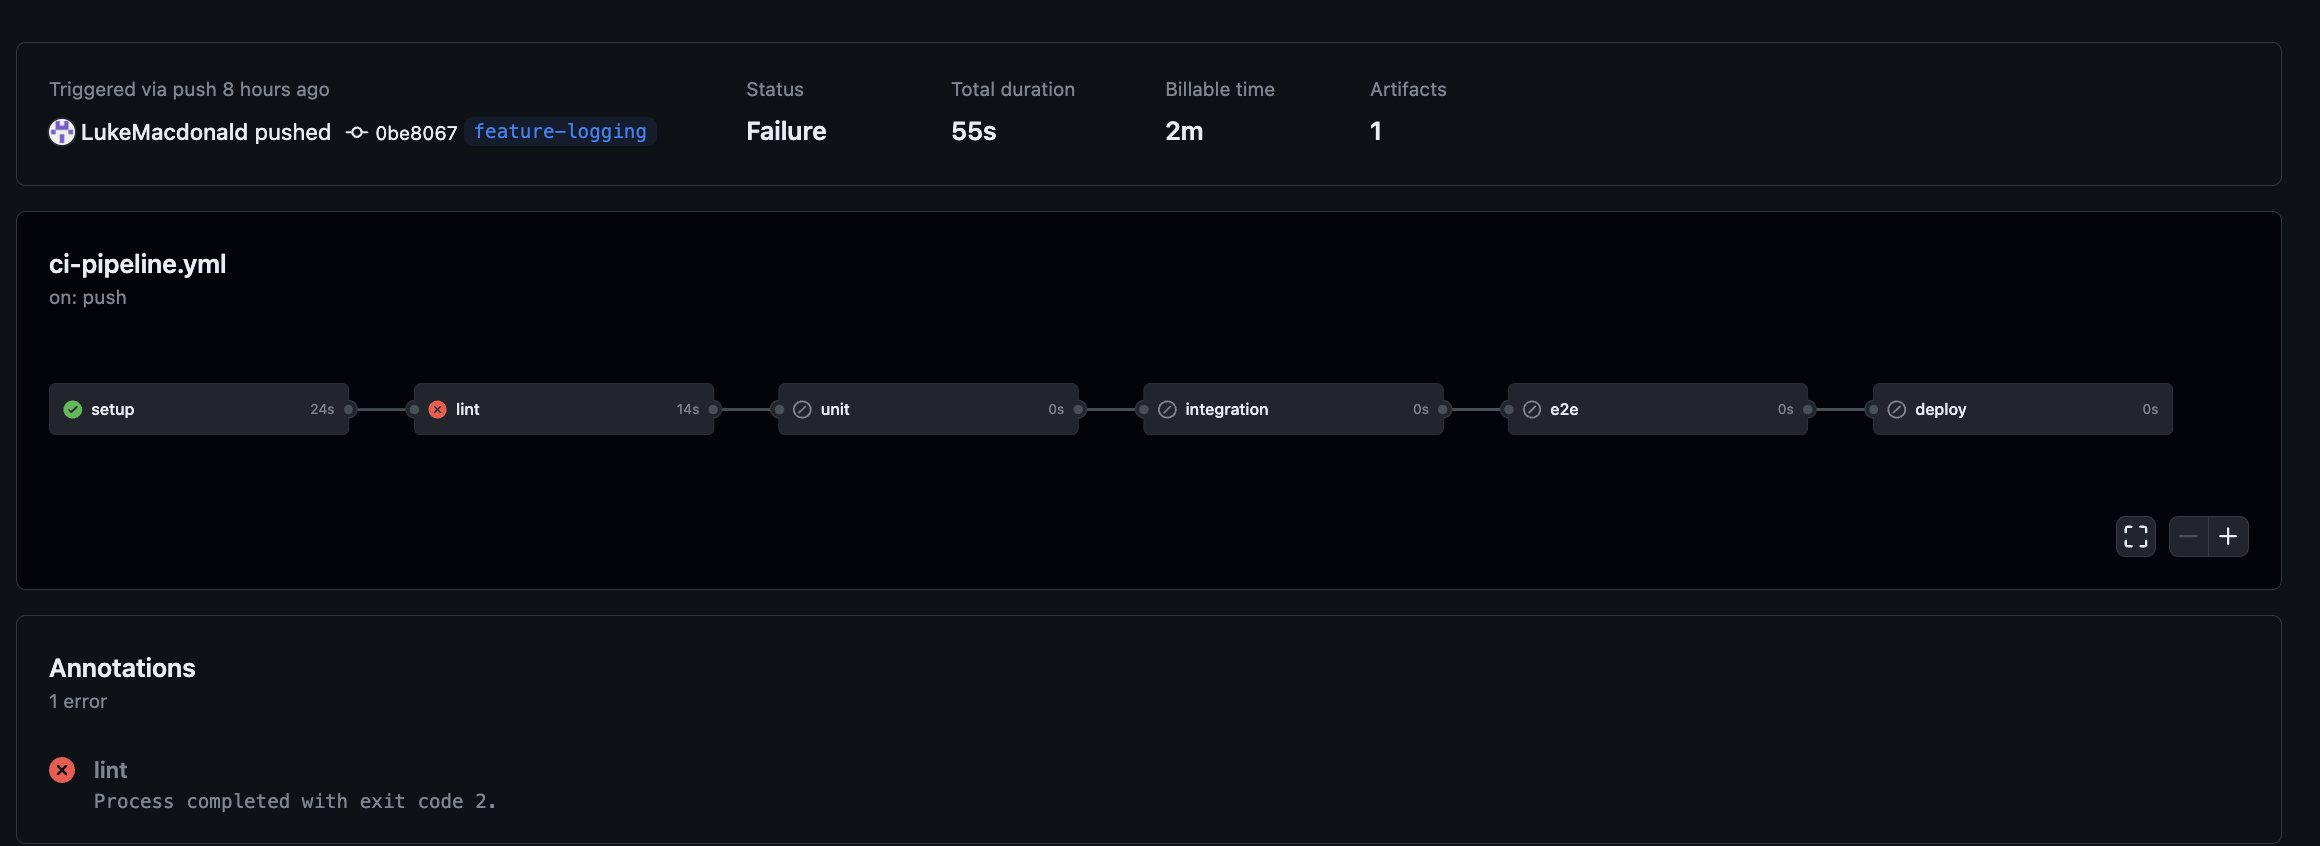 Triggered via push 8 hours ago
LukeMacdonald pushed 0be8067 feature-logging
Status
Failure
Total duration
55s
Billable time
2m
Artifacts
1
ci-pipeline.yml
on: push
setup 24s
lint 14s
unit 0s
integration 0s
e2e 0s
deploy 0s
Annotations
1 error
lint
Process completed with exit code 2.